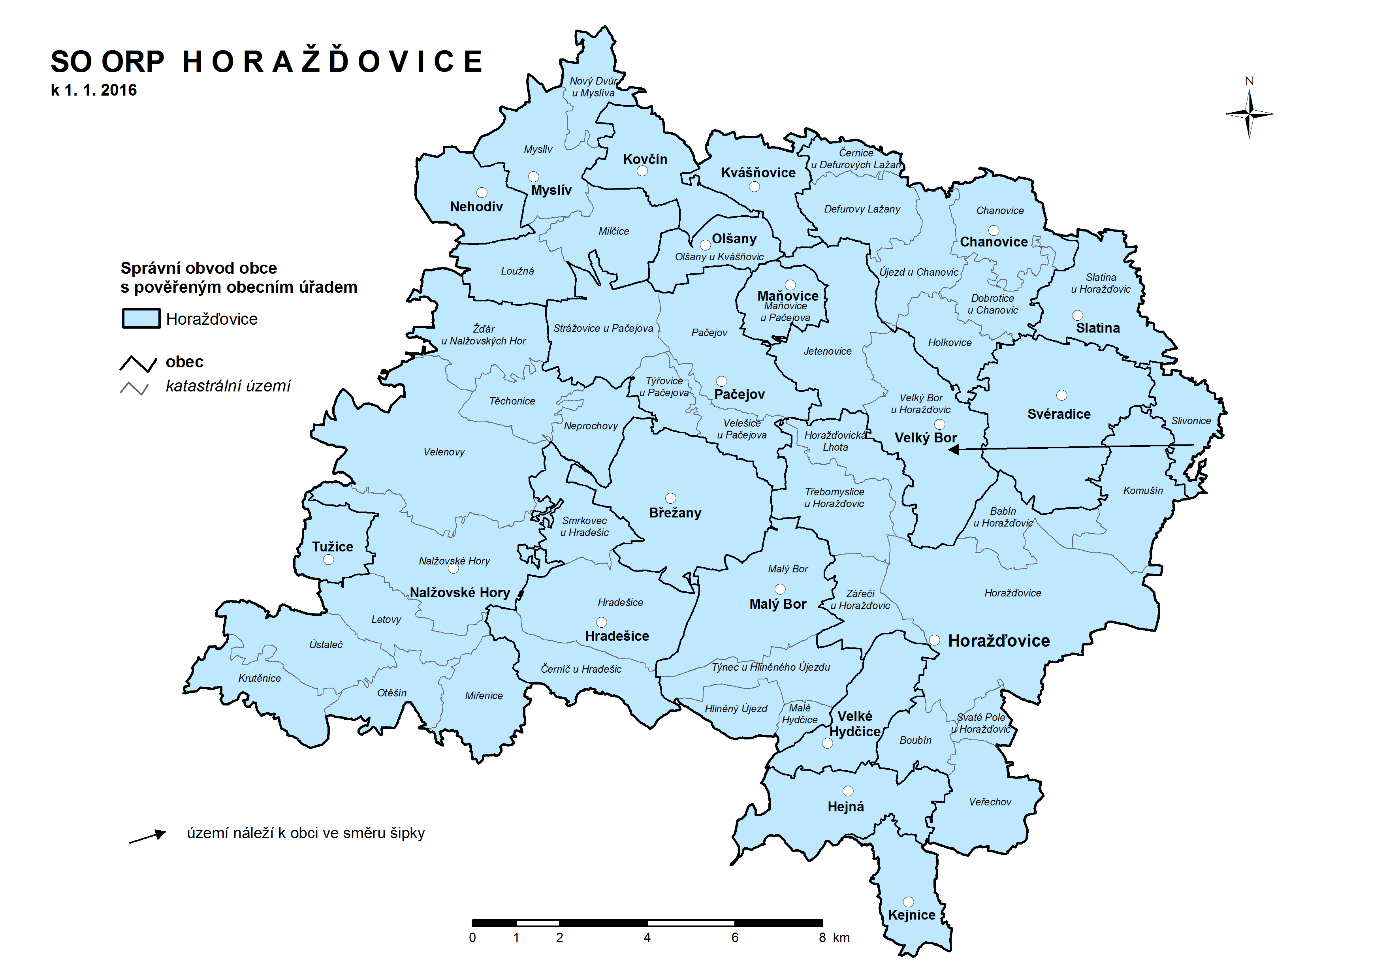 SO ORP HORAŽĎOVICE
k 1. 1. 2016
N
Správní obvod obce
s pověřeným obecním úřadem
Horažďovice
obec
katastrální území
Nový Dvůr
u Myslíva
Myslív
Myslív
Kovčín
Nehodiv
Kvášňovice
Černice
u Defurových Lažan
Defurovy Lažany
Chanovice
Chanovice
Milčice
Olšany
Olšany u Kvášňovic
Loužná
Újezd u Chanovic
Slatina
u Horažďovic
Slatina
Dobrotice
u Chanovic
Maňovice
Maňovice
u Pačejova
Žďár
u Nalžovských Hor
Strážovice u Pačejova
Pačejov
Jetenovice
Holkovice
Týřovice
u Pačejova
Pačejov
Těchonice
Neprochovy
Velešice
u Pačejova
Velký Bor
u Horažďovic
Velký Bor
Svéradice
Slivonice
Horažďovická
Lhota
Velenovy
Třebomyslice
u Horažďovic
Komušín
Břežany
Babín
u Horažďovic
Smrkovec
u Hradešic
Tužice
Nalžovské Hory
Nalžovské Hory
Malý Bor
Malý Bor
Zářečí
u Horažďovic
Horažďovice
Hradešice
Hradešice
Letovy
Horažďovice
Ústaleč
Krutěnice
Otěšín
Miřenice
Černíč u Hradešic
Týnec u Hliněného Újezdu
Hliněný Újezd
Malé
Hydčice
Velké
Hydčice
Boubín
Svaté Pole
u Horažďovic
Hejná
Veřechov
Kejnice
území náleží k obci ve směru šipky
0 1 2 4 6 8 km